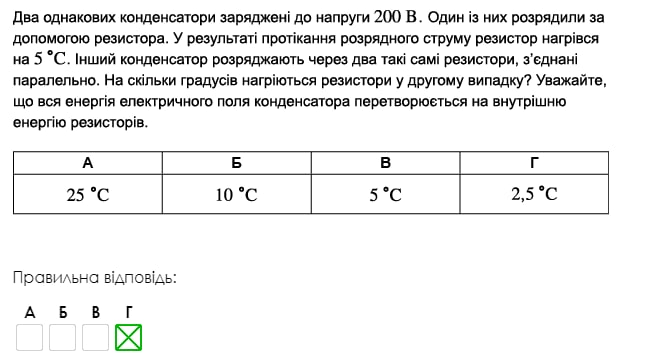 Два однакових конденсатори заряджені до напруги 200 В. Один із них розрядили за
допомогою резистора. У результаті протікання розрядного струму резистор нагрівся
на 5 °C. Інший конденсатор розряджають через два такі самі резистори, з’єднані
паралельно. На скільки градусів нагріються резистори у другому випадку? Уважайте,
що вся енергія електричного поля конденсатора перетворюється на внутрішню
енергію резисторів.
А Б В Г
25 °C 10 °C 5 °C 2,5 °C
Правильна відповідь:
А Б В Г